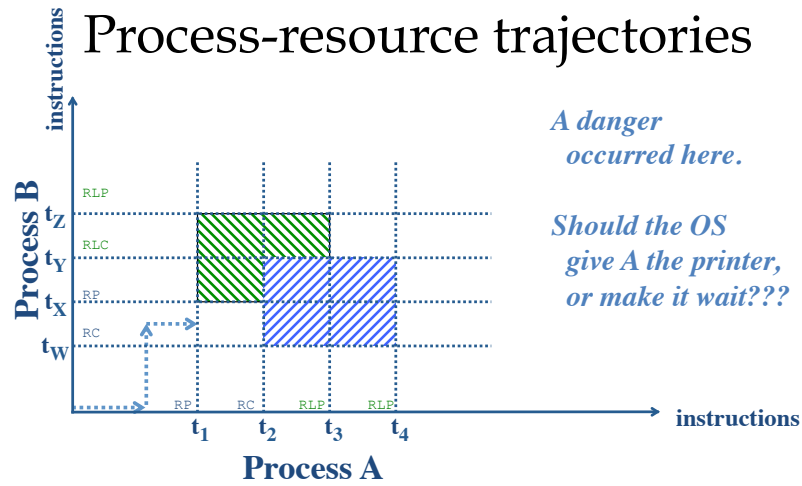 Process-resource trajectories
instructions
A danger
occurred here.
Should the OS
give A the printer,
or make it wait???
Process B
RLP
tZ
RLC
tY
RP
tX
RC
tW
RP RC RLP RLP
t1 t2 t3 t4
instructions
Process A